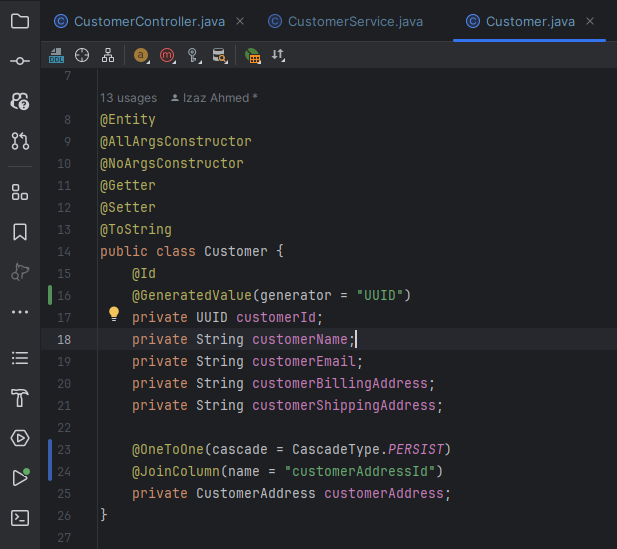 CustomerController.java
CustomerService.java
Customer.java
DDL
7
13 usages Izaz Ahmed *
8 @Entity
9 @AllArgsConstructor
10 @NoArgsConstructor
11 @Getter
12 @Setter
13 @ToString
14 public class Customer {
15 @Id
16 @GeneratedValue(generator = "UUID")
17 private UUID customerId;
18 private String customerName;
19 private String customerEmail;
20 private String customerBillingAddress;
21 private String customerShippingAddress;
22
23 @OneToOne(cascade = CascadeType.PERSIST)
24 @JoinColumn(name = "customerAddressId")
25 private CustomerAddress customerAddress;
26 }
27